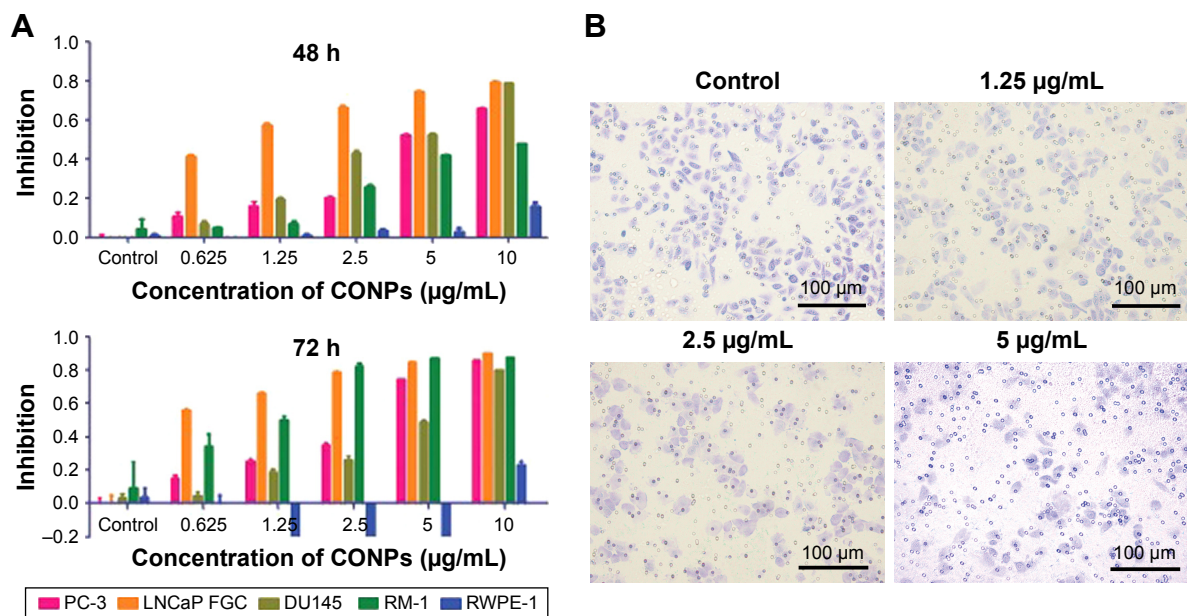 A
48 h
Inhibition
1.0
0.8
0.6
0.4
0.2
0.0
Control 0.625 1.25 2.5 5 10
Concentration of CONPs (µg/mL)
72 h
Inhibition
1.0
0.8
0.6
0.4
0.2
0.0
–0.2
Control 0.625 1.25 2.5 5 10
Concentration of CONPs (µg/mL)
PC-3 LNCaP FGC DU145 RM-1 RWPE-1
B
Control 1.25 µg/mL
100 µm 100 µm
2.5 µg/mL 5 µg/mL
100 µm 100 µm